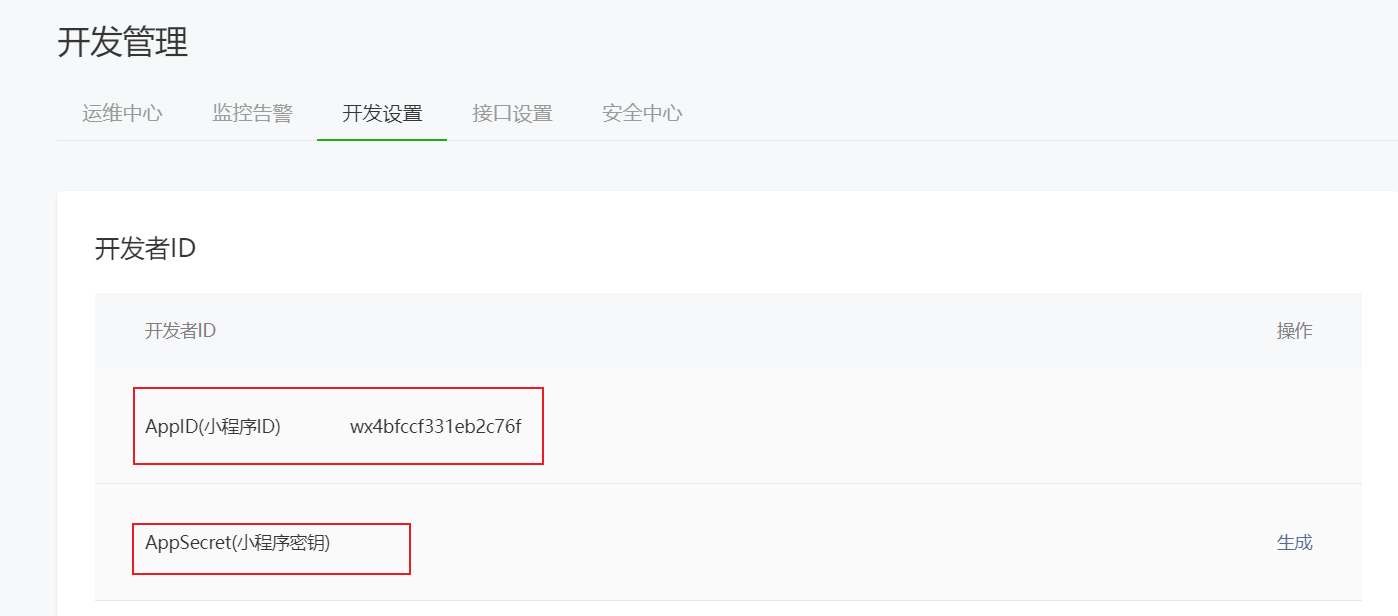 开发管理
运维中心 监控告警 开发设置 接口设置 安全中心
开发者ID
开发者ID 操作
AppID(小程序ID) wx4bfccf331eb2c76f
AppSecret(小程序密钥) 生成